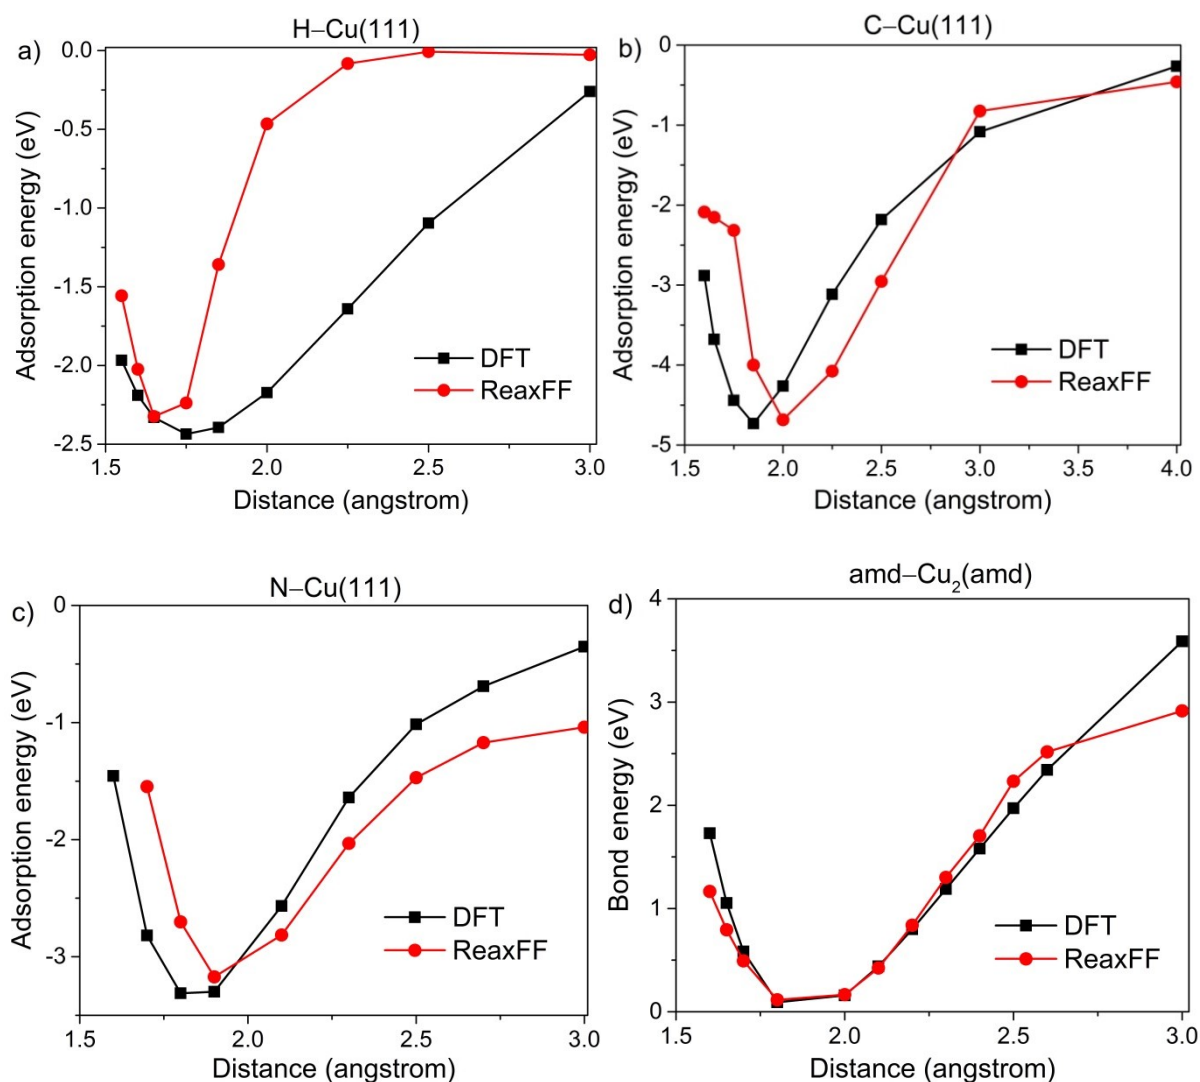 a)
H–Cu(111)
0.0
-0.5
-1.0
-1.5
-2.0
-2.5
Adsorption energy (eV)
DFT
ReaxFF
1.5
2.0
2.5
3.0
Distance (angstrom)
b)
C–Cu(111)
0
-1
-2
-3
-4
-5
Adsorption energy (eV)
DFT
ReaxFF
1.5
2.0
2.5
3.0
3.5
4.0
Distance (angstrom)
c)
N–Cu(111)
0
-1
-2
-3
Adsorption energy (eV)
DFT
ReaxFF
1.5
2.0
2.5
3.0
Distance (angstrom)
d)
amd–Cu₂(amd)
4
3
2
1
0
Bond energy (eV)
DFT
ReaxFF
1.5
2.0
2.5
3.0
Distance (angstrom)